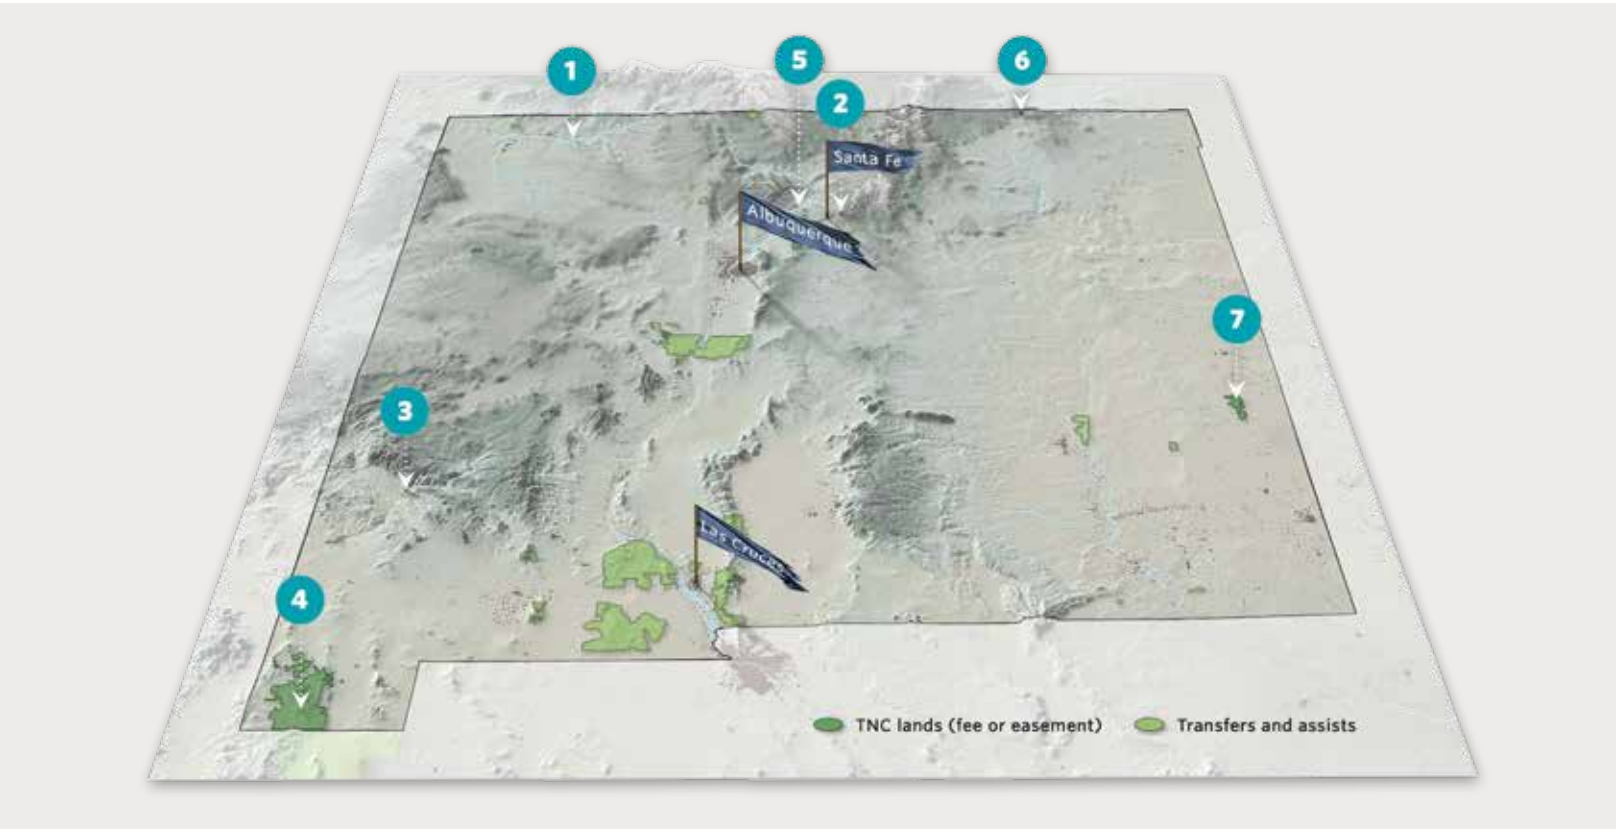 1
5
6
2
Santa Fe
Albuquerque
7
3
Las Cruces
4
TNC lands (fee or easement)
Transfers and assists